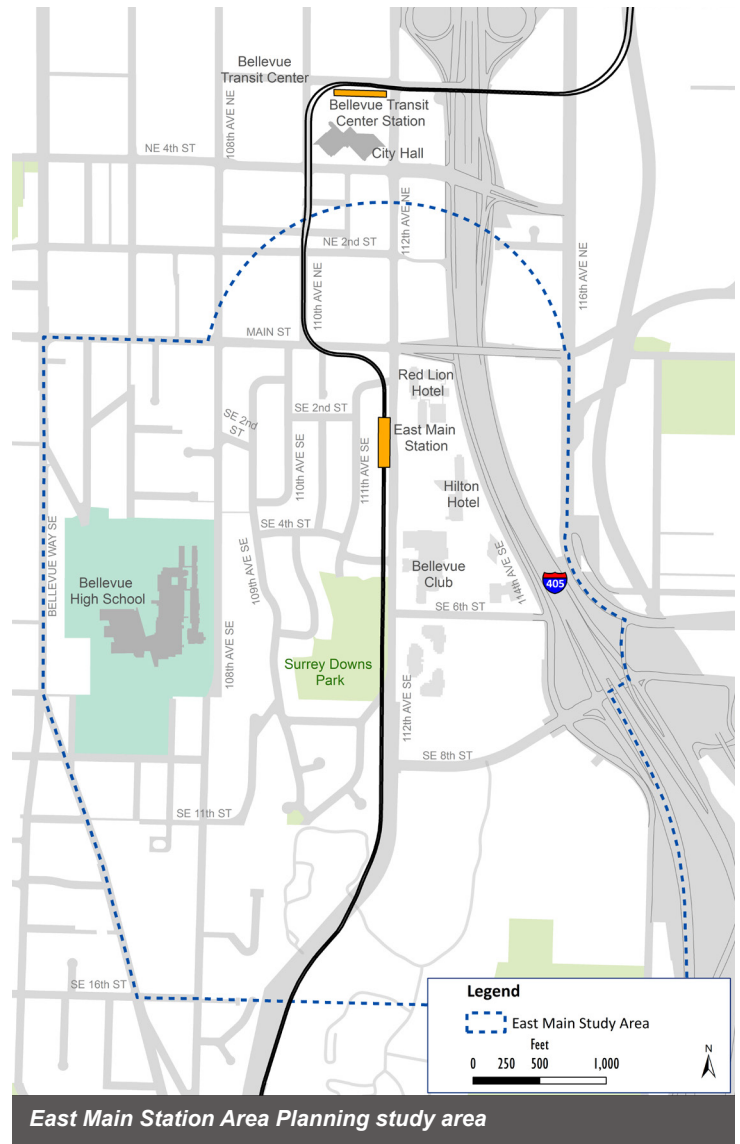 Bellevue
Transit Center
Bellevue Transit
Center Station
108th AVE NE
NE 4th ST
City Hall
112th AVE NE
NE 2nd ST
116th AVE NE
110th AVE NE
MAIN ST
Red Lion
Hotel
SE 2nd
ST
SE 2nd ST
East Main
Station
110th AVE SE
111th AVE SE
Hilton
Hotel
SE 4th ST
BELLEVUE WAY SE
Bellevue
High School
109th AVE SE
Bellevue
Club
114th AVE SE
405
SE 6th ST
108th AVE SE
Surrey Downs
Park
112th AVE SE
SE 8th ST
SE 11th ST
SE 16th ST
Legend
East Main Study Area
Feet
0 250 500 1,000
N
East Main Station Area Planning study area